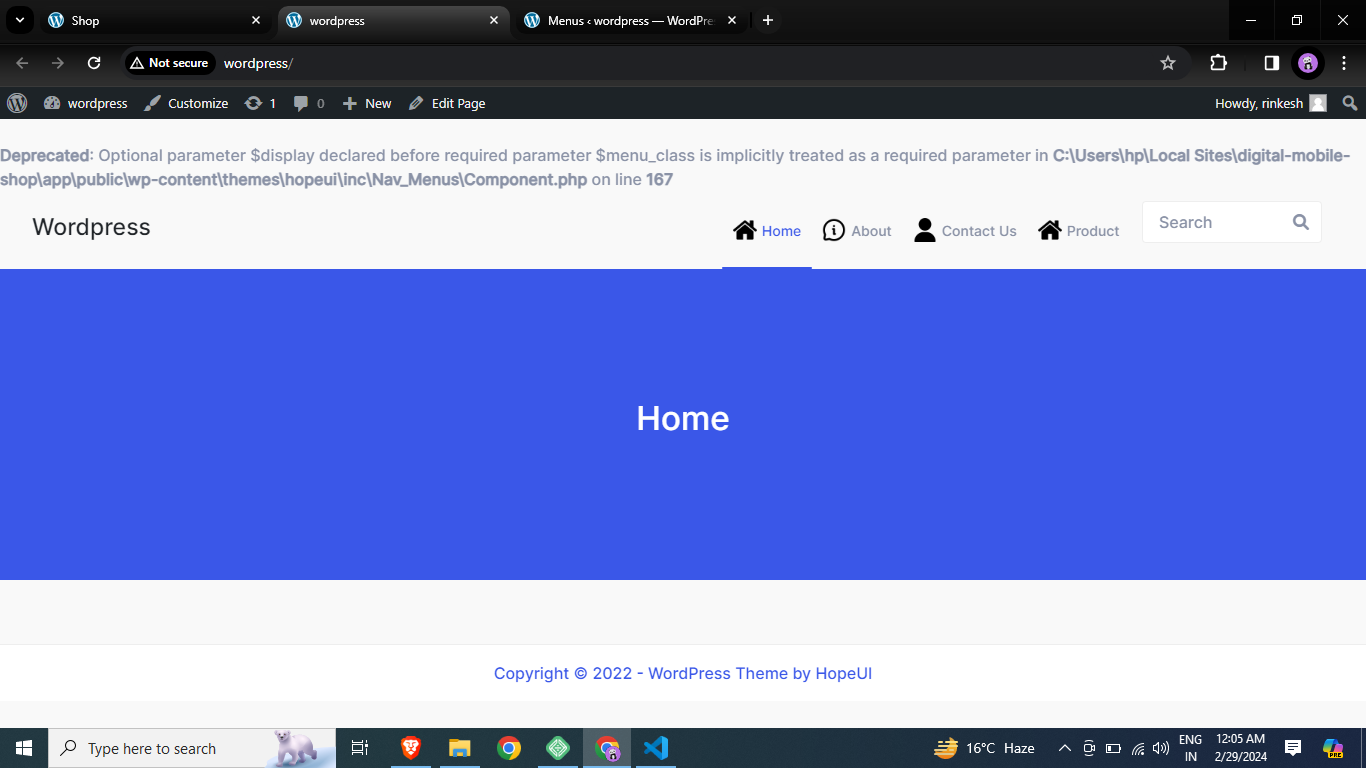 Shop
wordpress
Menus ‹ wordpress — WordPre
Not secure
wordpress/
wordpress
Customize
1
0
New
Edit Page
Howdy, rinkesh
Deprecated: Optional parameter $display declared before required parameter $menu_class is implicitly treated as a required parameter in C:\Users\hp\Local Sites\digital-mobile-
shop\app\public\wp-content\themes\hopeui\inc\Nav_Menus\Component.php on line 167
Wordpress
Home
About
Contact Us
Product
Search
Home
Copyright © 2022 - WordPress Theme by HopeUI
Type here to search
16°C Haze
ENG
IN
12:05 AM
2/29/2024
PRE